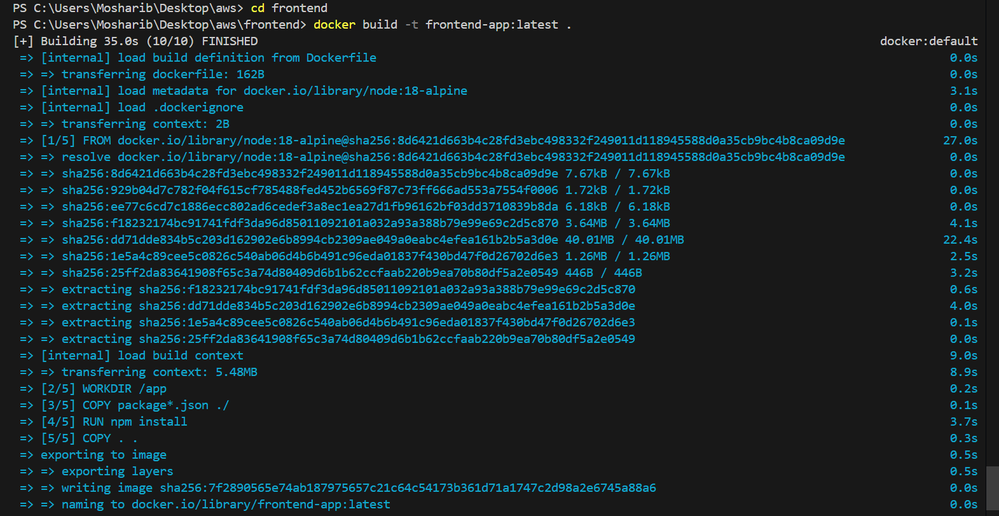 PS C:\Users\Mosharib\Desktop\aws> cd frontend
PS C:\Users\Mosharib\Desktop\aws\frontend> docker build -t frontend-app:latest .
[+] Building 35.0s (10/10) FINISHED docker:default
=> [internal] load build definition from Dockerfile 0.0s
=> => transferring dockerfile: 162B 0.0s
=> [internal] load metadata for docker.io/library/node:18-alpine 3.1s
=> [internal] load .dockerignore 0.0s
=> => transferring context: 2B 0.0s
=> [1/5] FROM docker.io/library/node:18-alpine@sha256:8d6421d663b4c28fd3ebc498332f249011d118945588d0a35cb9bc4b8ca09d9e 27.0s
=> => resolve docker.io/library/node:18-alpine@sha256:8d6421d663b4c28fd3ebc498332f249011d118945588d0a35cb9bc4b8ca09d9e 0.0s
=> => sha256:8d6421d663b4c28fd3ebc498332f249011d118945588d0a35cb9bc4b8ca09d9e 7.67kB / 7.67kB 0.0s
=> => sha256:929b04d7c782f04f615cf785488fed452b6569f87c73ff666ad553a7554f0006 1.72kB / 1.72kB 0.0s
=> => sha256:ee77c6cd7c1886ecc802ad6cedef3a8ec1ea27d1fb96162bf03dd3710839b8da 6.18kB / 6.18kB 0.0s
=> => sha256:f18232174bc91741fdf3da96d85011092101a032a93a388b79e99e69c2d5c870 3.64MB / 3.64MB 4.1s
=> => sha256:dd71dde834b5c203d162902e6b8994cb2309ae049a0eabc4efea161b2b5a3d0e 40.01MB / 40.01MB 22.4s
=> => sha256:1e5a4c89cee5c0826c540ab06d4b6b491c96eda01837f430bd47f0d26702d6e3 1.26MB / 1.26MB 2.5s
=> => sha256:25ff2da83641908f65c3a74d80409d6b1b62ccfaab220b9ea70b80df5a2e0549 446B / 446B 3.2s
=> => extracting sha256:f18232174bc91741fdf3da96d85011092101a032a93a388b79e99e69c2d5c870 0.6s
=> => extracting sha256:dd71dde834b5c203d162902e6b8994cb2309ae049a0eabc4efea161b2b5a3d0e 4.0s
=> => extracting sha256:1e5a4c89cee5c0826c540ab06d4b6b491c96eda01837f430bd47f0d26702d6e3 0.1s
=> => extracting sha256:25ff2da83641908f65c3a74d80409d6b1b62ccfaab220b9ea70b80df5a2e0549 0.0s
=> [internal] load build context 9.0s
=> => transferring context: 5.48MB 8.9s
=> [2/5] WORKDIR /app 0.2s
=> [3/5] COPY package*.json ./ 0.1s
=> [4/5] RUN npm install 3.7s
=> [5/5] COPY . . 0.3s
=> exporting to image 0.5s
=> => exporting layers 0.5s
=> => writing image sha256:7f2890565e74ab187975657c21c64c54173b361d71a1747c2d98a2e6745a88a6 0.0s
=> => naming to docker.io/library/frontend-app:latest 0.0s